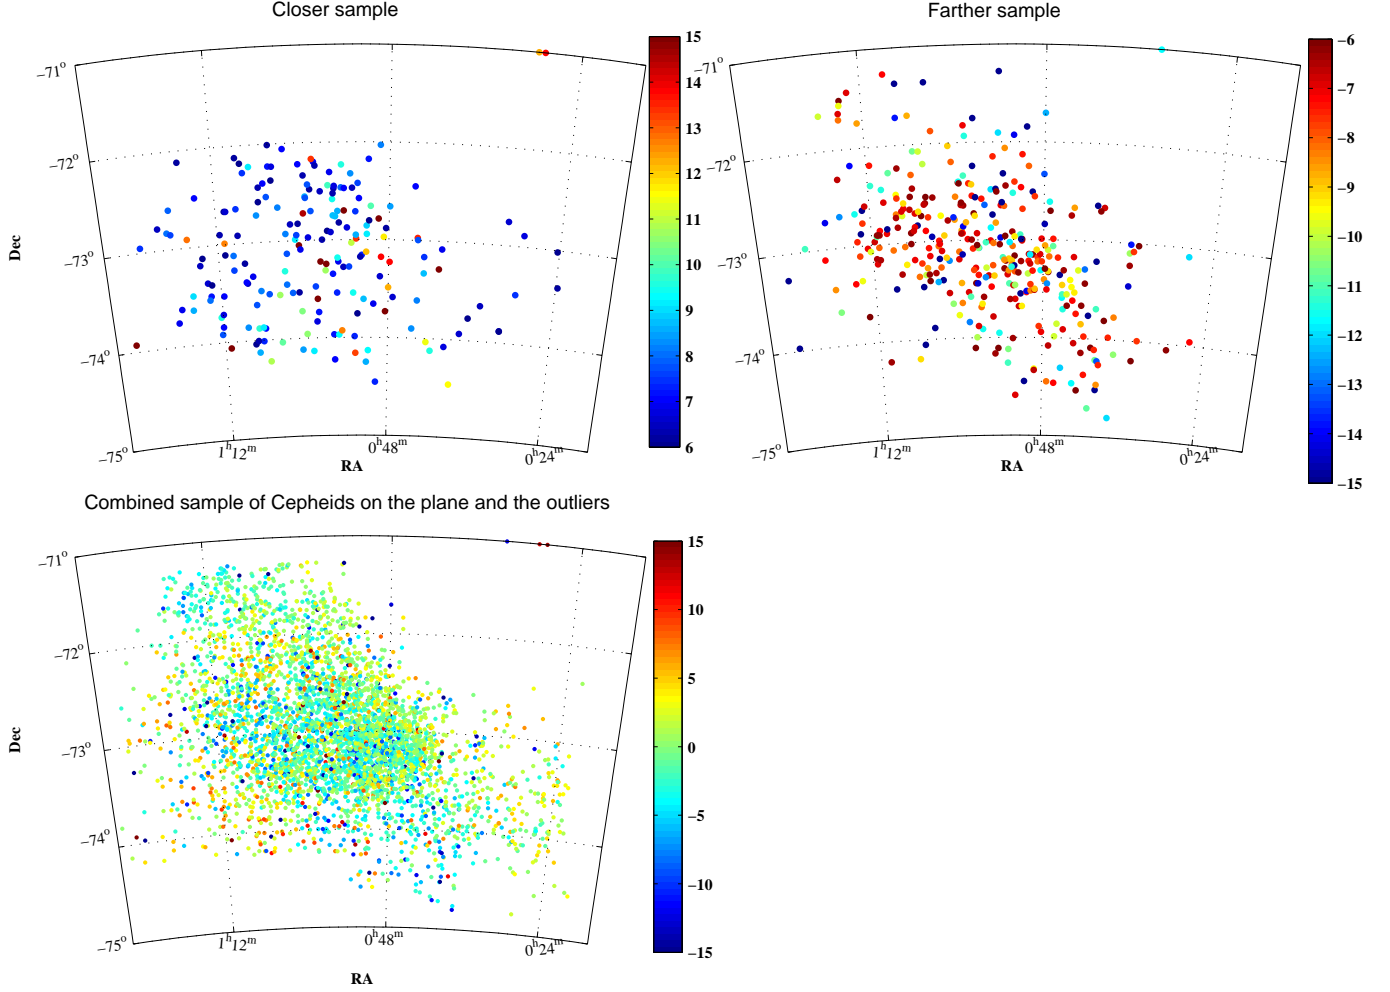 Closer sample
−71°
−72°
−73°
−74°
−75°
1ʰ12ᵐ
0ʰ48ᵐ
0ʰ24ᵐ
RA
Dec
15
14
13
12
11
10
9
8
7
6
Farther sample
−71°
−72°
−73°
−74°
−75°
1ʰ12ᵐ
0ʰ48ᵐ
0ʰ24ᵐ
RA
−6
−7
−8
−9
−10
−11
−12
−13
−14
−15
Combined sample of Cepheids on the plane and the outliers
−71°
−72°
−73°
−74°
−75°
1ʰ12ᵐ
0ʰ48ᵐ
0ʰ24ᵐ
RA
Dec
15
10
5
0
−5
−10
−15